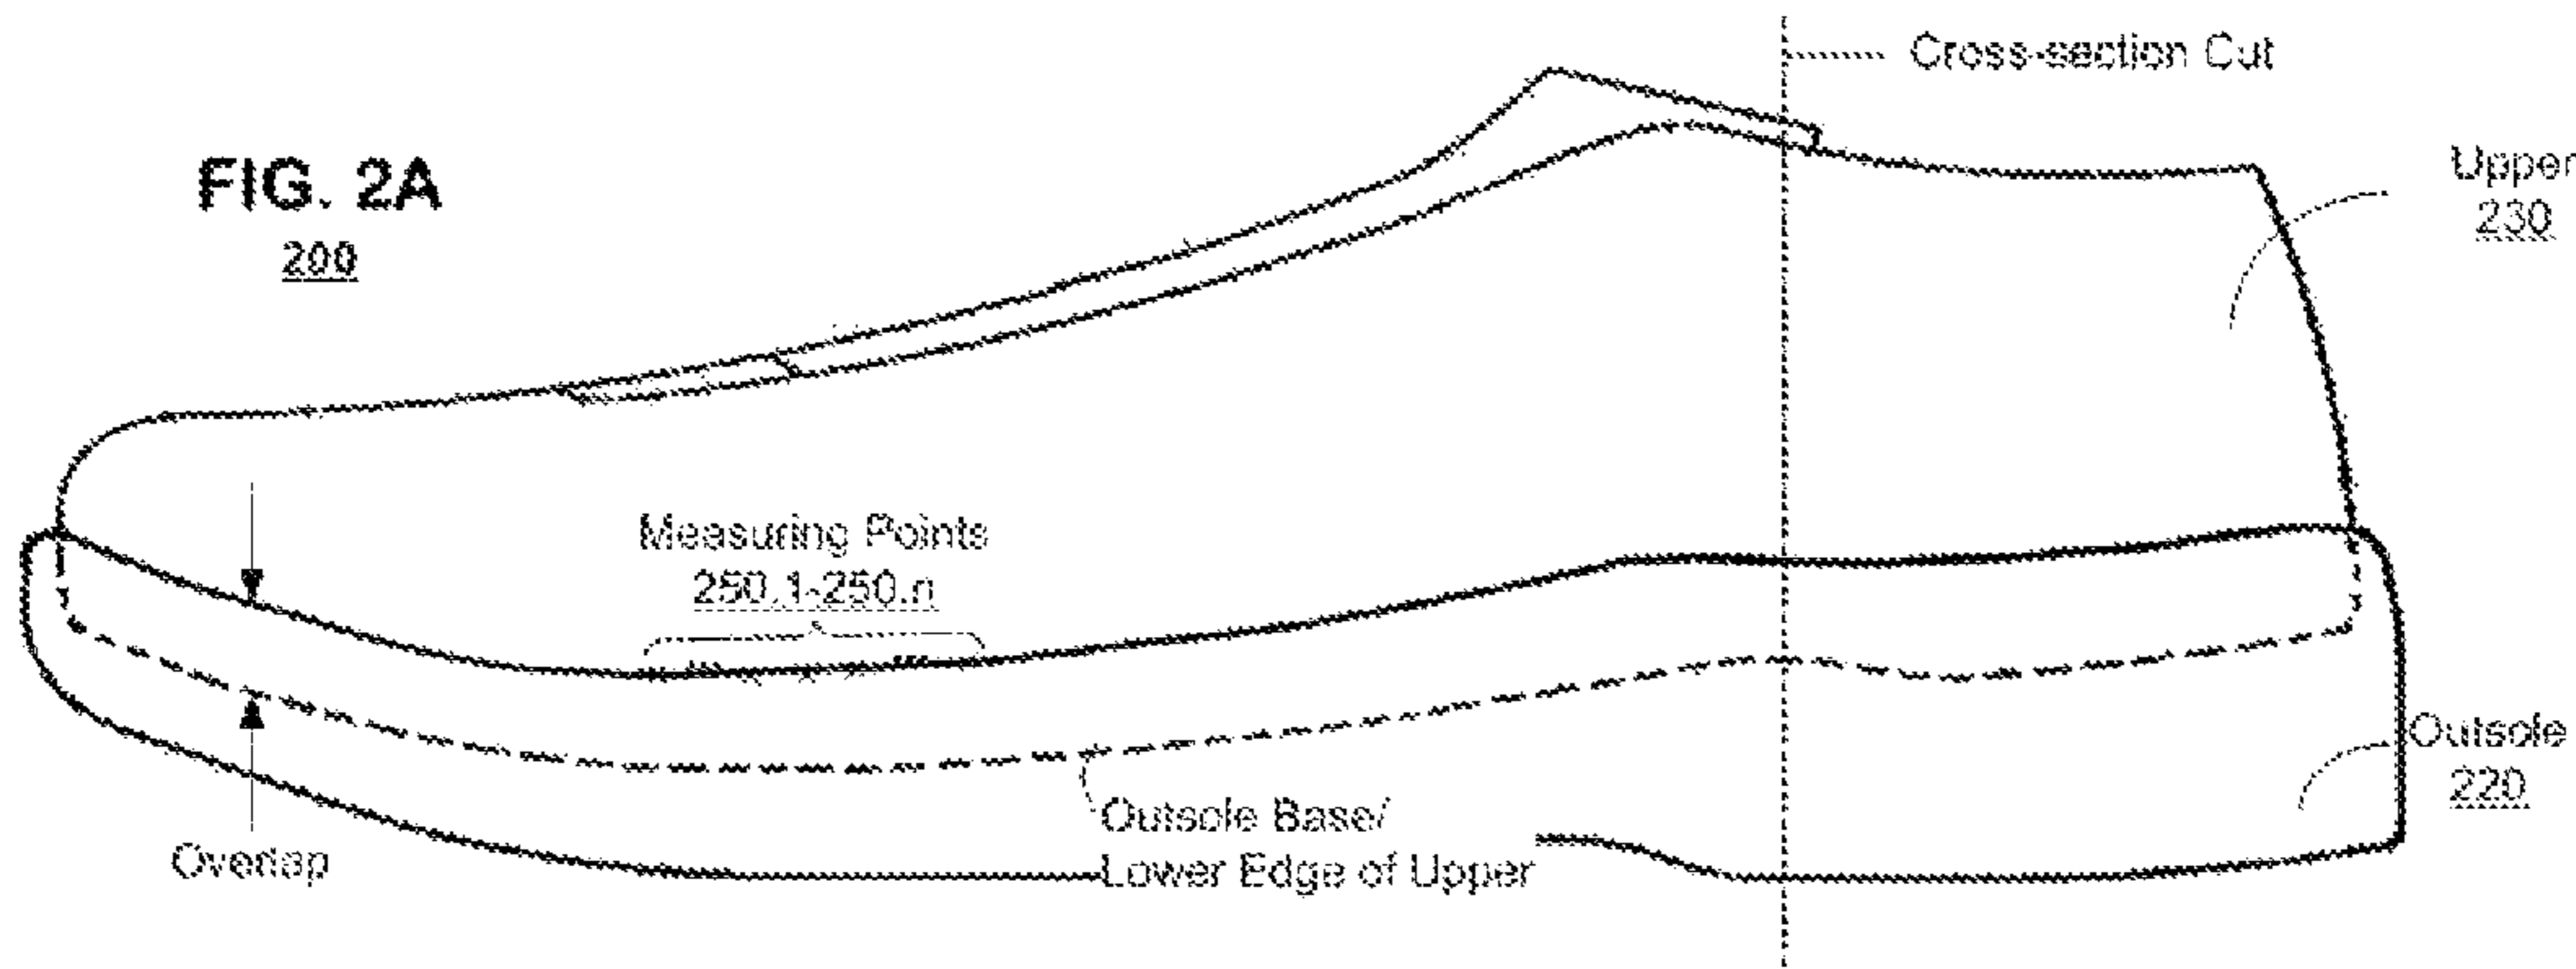 Cross-section Cut
FIG. 2A
200
Upper
230
Measuring Points
250.1-250.n
Outsole
220
Outsole Base/
Lower Edge of Upper
Overlap